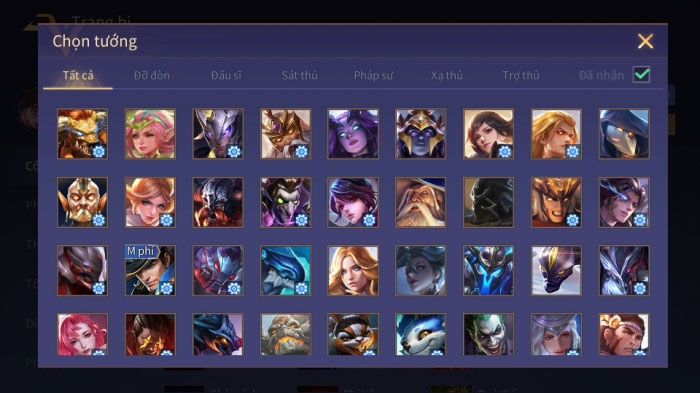 Trang bị
Chọn tướng
Tất cả
Đỡ đòn
Đấu sĩ
Sát thủ
Pháp sư
Xạ thủ
Trợ thủ
Đã nhận
M phí